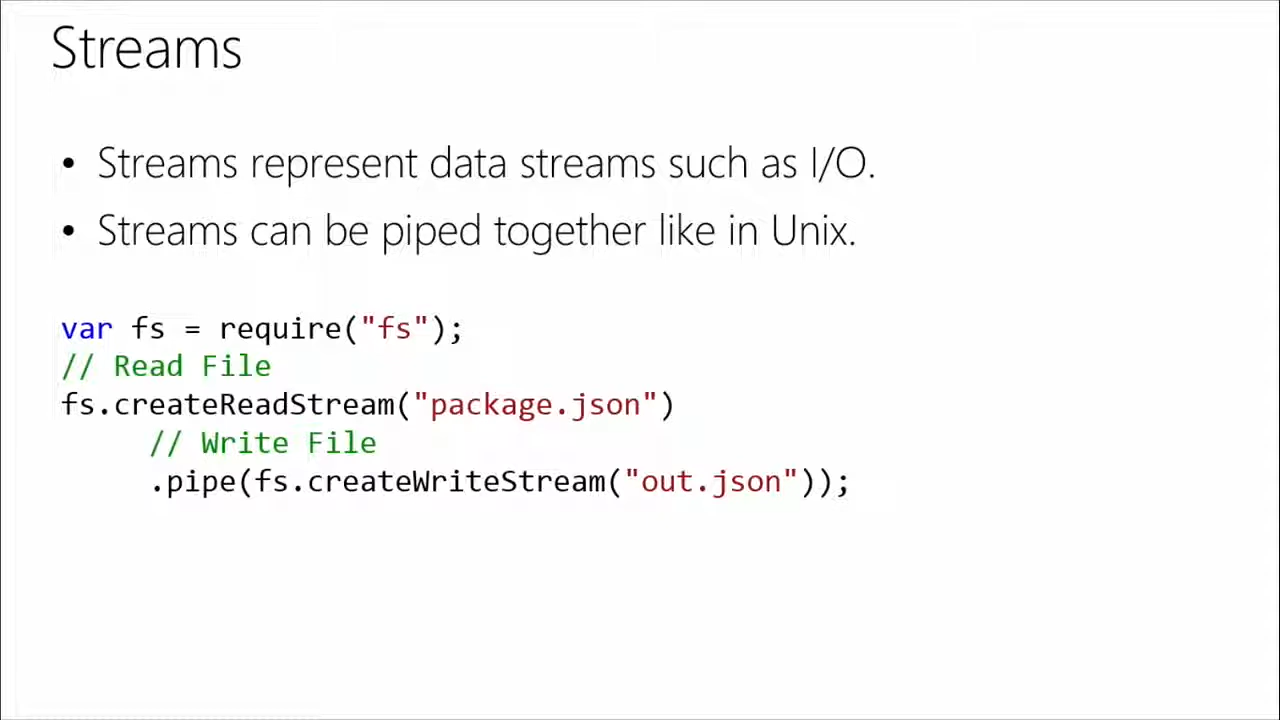 Streams
• Streams represent data streams such as I/O.
• Streams can be piped together like in Unix.
var fs = require("fs");
// Read File
fs.createReadStream("package.json")
     // Write File
     .pipe(fs.createWriteStream("out.json"));